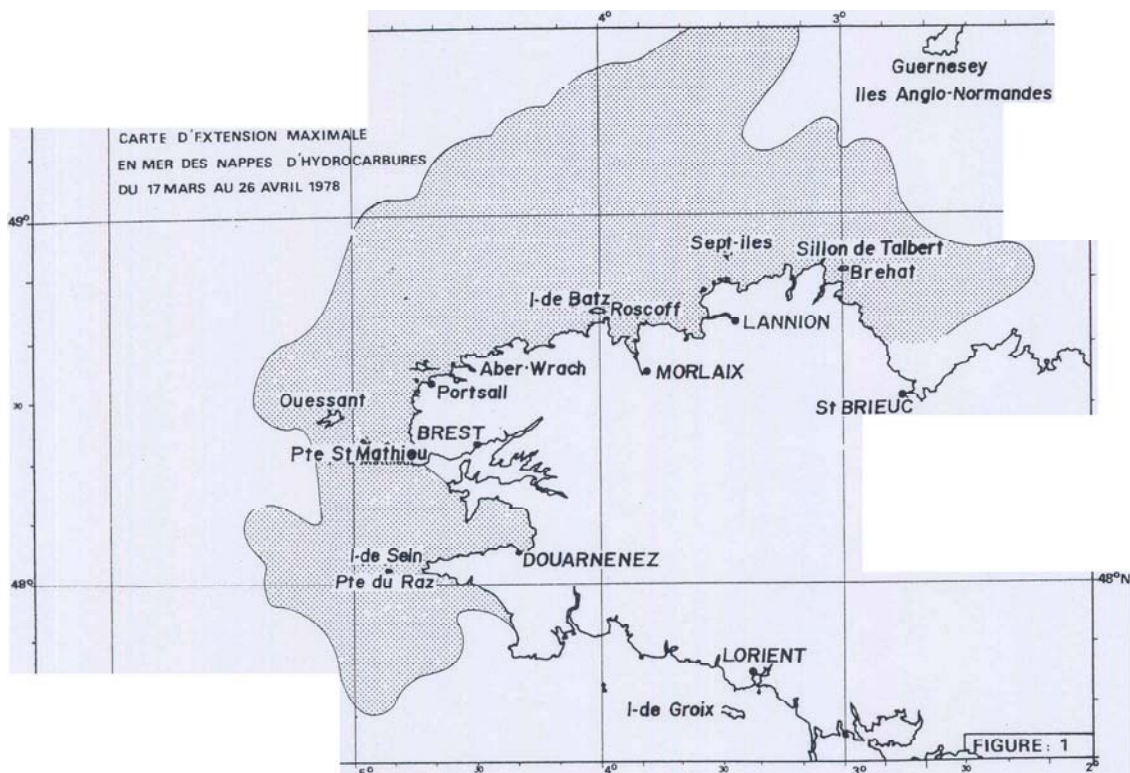 4°
3°
Guernesey
Iles Anglo-Normandes
CARTE D'EXTENSION MAXIMALE
EN MER DES NAPPES D'HYDROCARBURES
DU 17 MARS AU 26 AVRIL 1978
49°
Sept-iles
Sillon de Talbert
Brehat
I-de Batz
Roscoff
LANNION
Aber-Wrach
MORLAIX
Portsall
30
Ouessant
St BRIEUC
BREST
Pte St Mathieu
I-de Sein
DOUARNENEZ
Pte du Raz
48°
48°N
LORIENT
I-de Groix
FIGURE: 1
5°
30
4°
30
3°
30